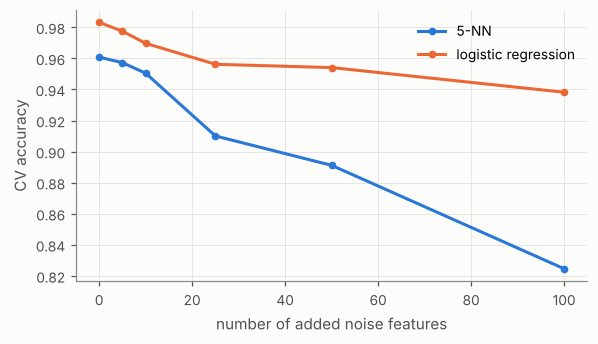 5-NN
logistic regression
CV accuracy
0.98
0.96
0.94
0.92
0.90
0.88
0.86
0.84
0.82
0 20 40 60 80 100
number of added noise features